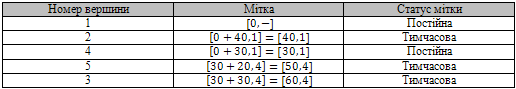 Номер вершини Мітка Статус мітки
1 [0, −] Постійна
2 [0 + 40,1] = [40,1] Тимчасова
4 [0 + 30,1] = [30,1] Постійна
5 [30 + 20,4] = [50,4] Тимчасова
3 [30 + 30,4] = [60,4] Тимчасова